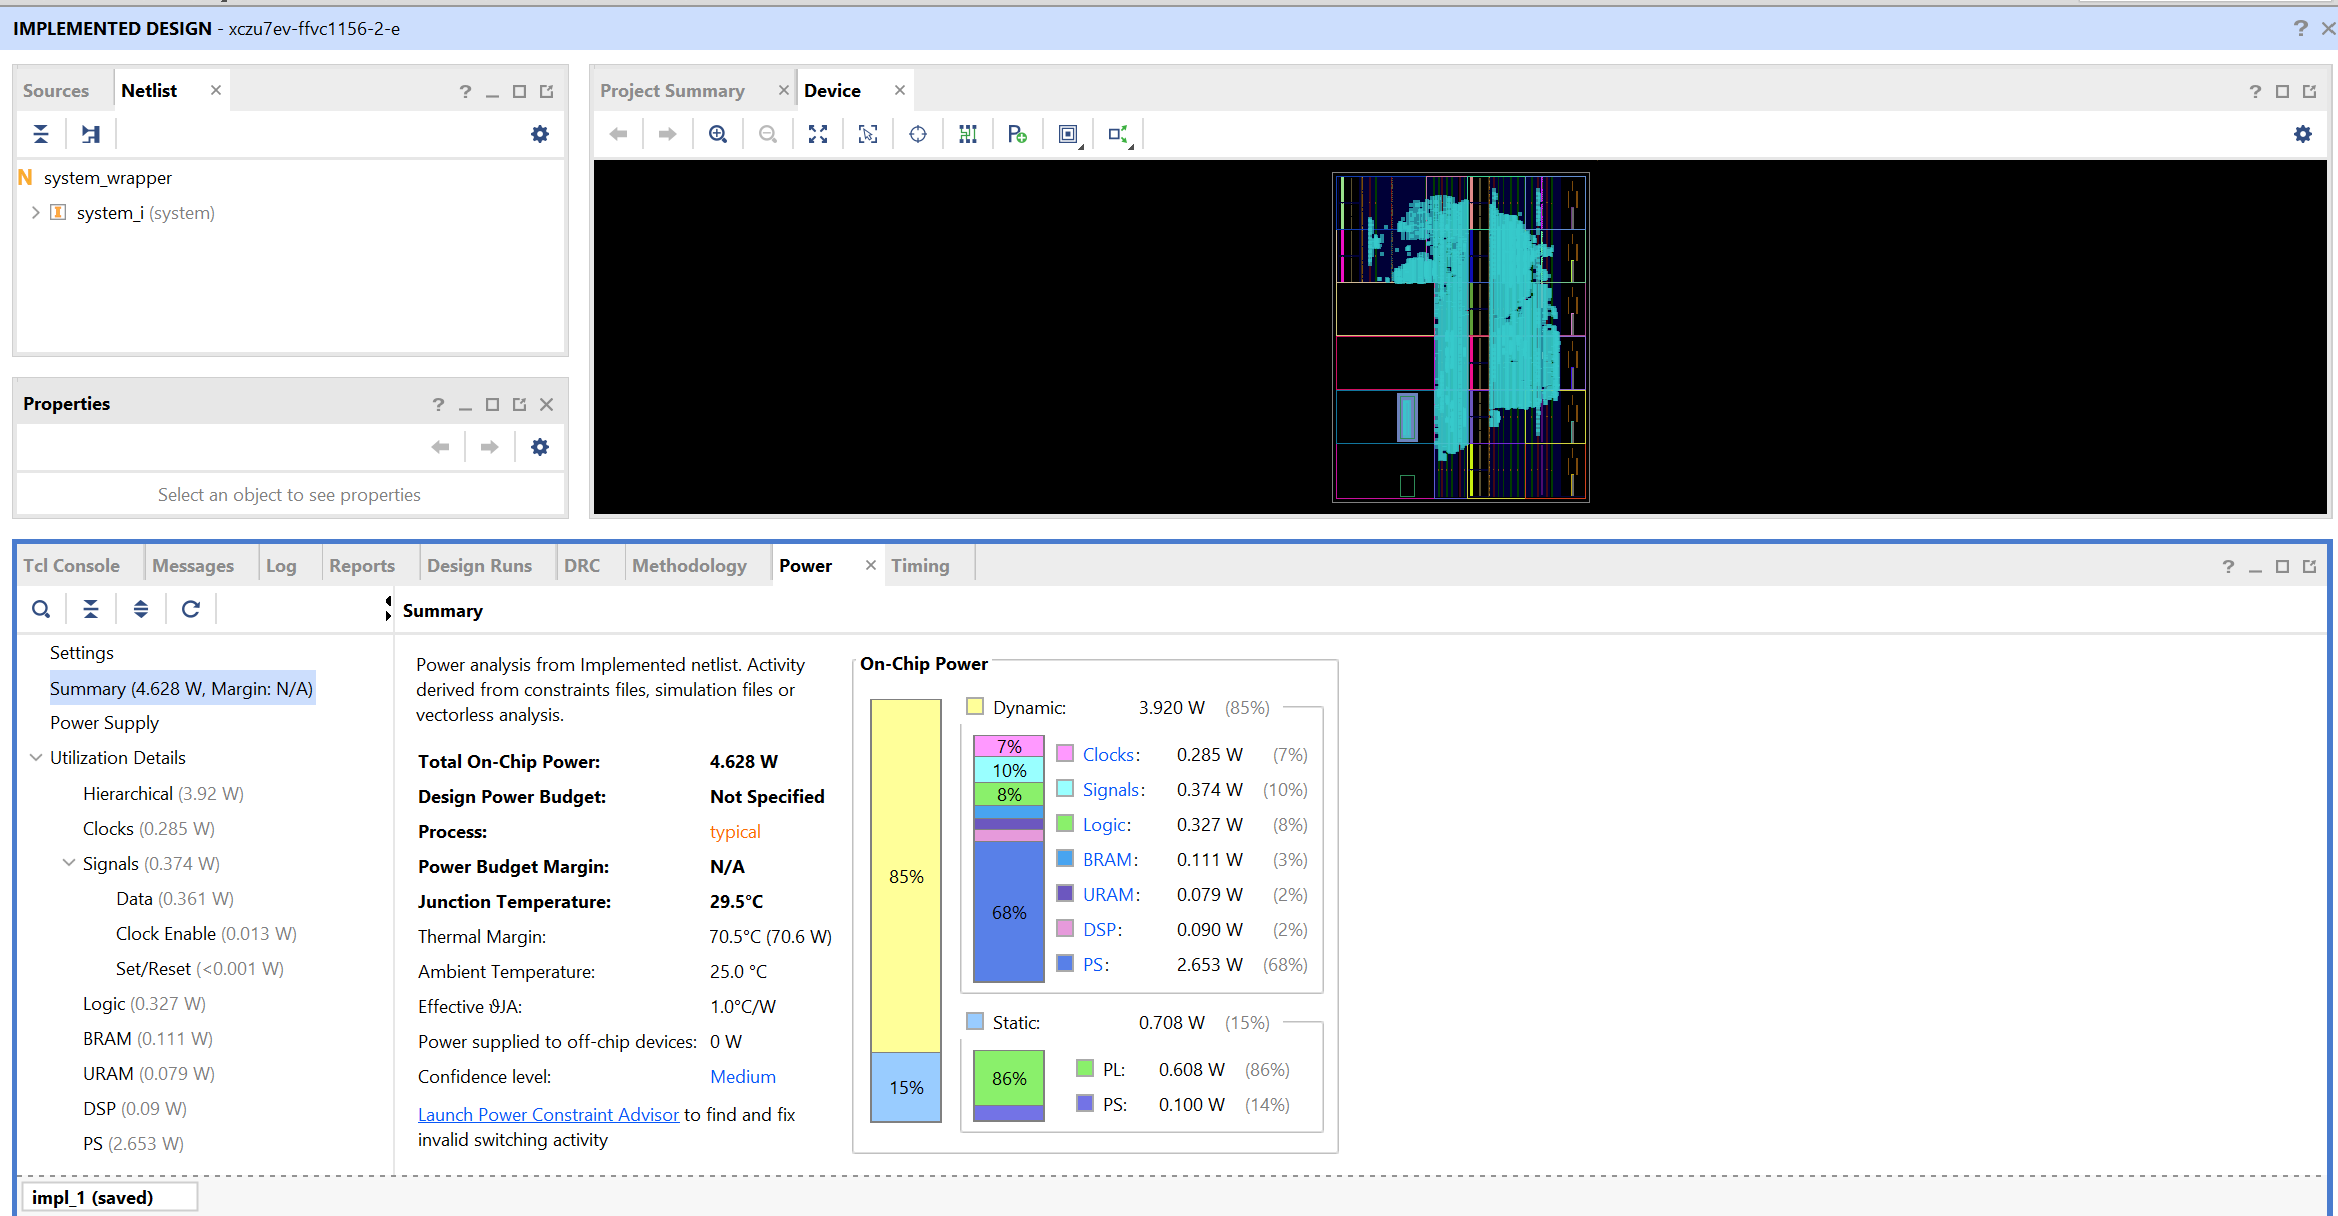 IMPLEMENTED DESIGN - xczu7ev-ffvc1156-2-e
Sources
Netlist
system_wrapper
system_i (system)
Properties
Select an object to see properties
Project Summary
Device
Tcl Console
Messages
Log
Reports
Design Runs
DRC
Methodology
Power
Timing
Settings
Summary (4.628 W, Margin: N/A)
Power Supply
Utilization Details
Hierarchical (3.92 W)
Clocks (0.285 W)
Signals (0.374 W)
Data (0.361 W)
Clock Enable (0.013 W)
Set/Reset (<0.001 W)
Logic (0.327 W)
BRAM (0.111 W)
URAM (0.079 W)
DSP (0.09 W)
PS (2.653 W)
Summary
Power analysis from Implemented netlist. Activity
derived from constraints files, simulation files or
vectorless analysis.
Total On-Chip Power: 4.628 W
Design Power Budget: Not Specified
Process: typical
Power Budget Margin: N/A
Junction Temperature: 29.5°C
Thermal Margin: 70.5°C (70.6 W)
Ambient Temperature: 25.0 °C
Effective ϑJA: 1.0°C/W
Power supplied to off-chip devices: 0 W
Confidence level: Medium
Launch Power Constraint Advisor to find and fix
invalid switching activity
On-Chip Power
85%
15%
Dynamic: 3.920 W (85%)
7%
10%
8%
68%
Clocks: 0.285 W (7%)
Signals: 0.374 W (10%)
Logic: 0.327 W (8%)
BRAM: 0.111 W (3%)
URAM: 0.079 W (2%)
DSP: 0.090 W (2%)
PS: 2.653 W (68%)
Static: 0.708 W (15%)
86%
PL: 0.608 W (86%)
PS: 0.100 W (14%)
impl_1 (saved)